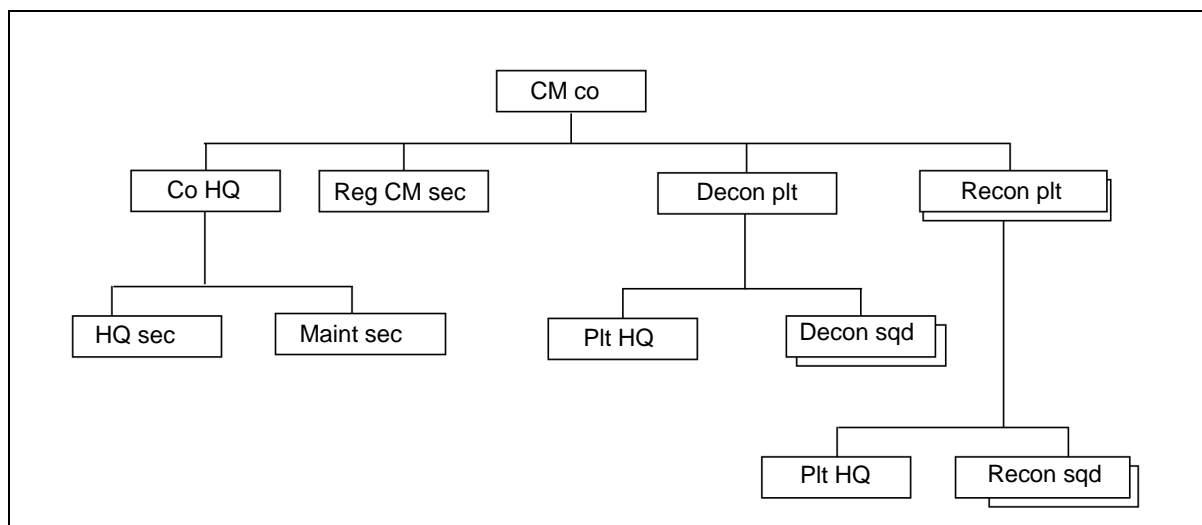 CM co
Co HQ
Reg CM sec
Decon plt
Recon plt
HQ sec
Maint sec
Plt HQ
Decon sqd
Plt HQ
Recon sqd